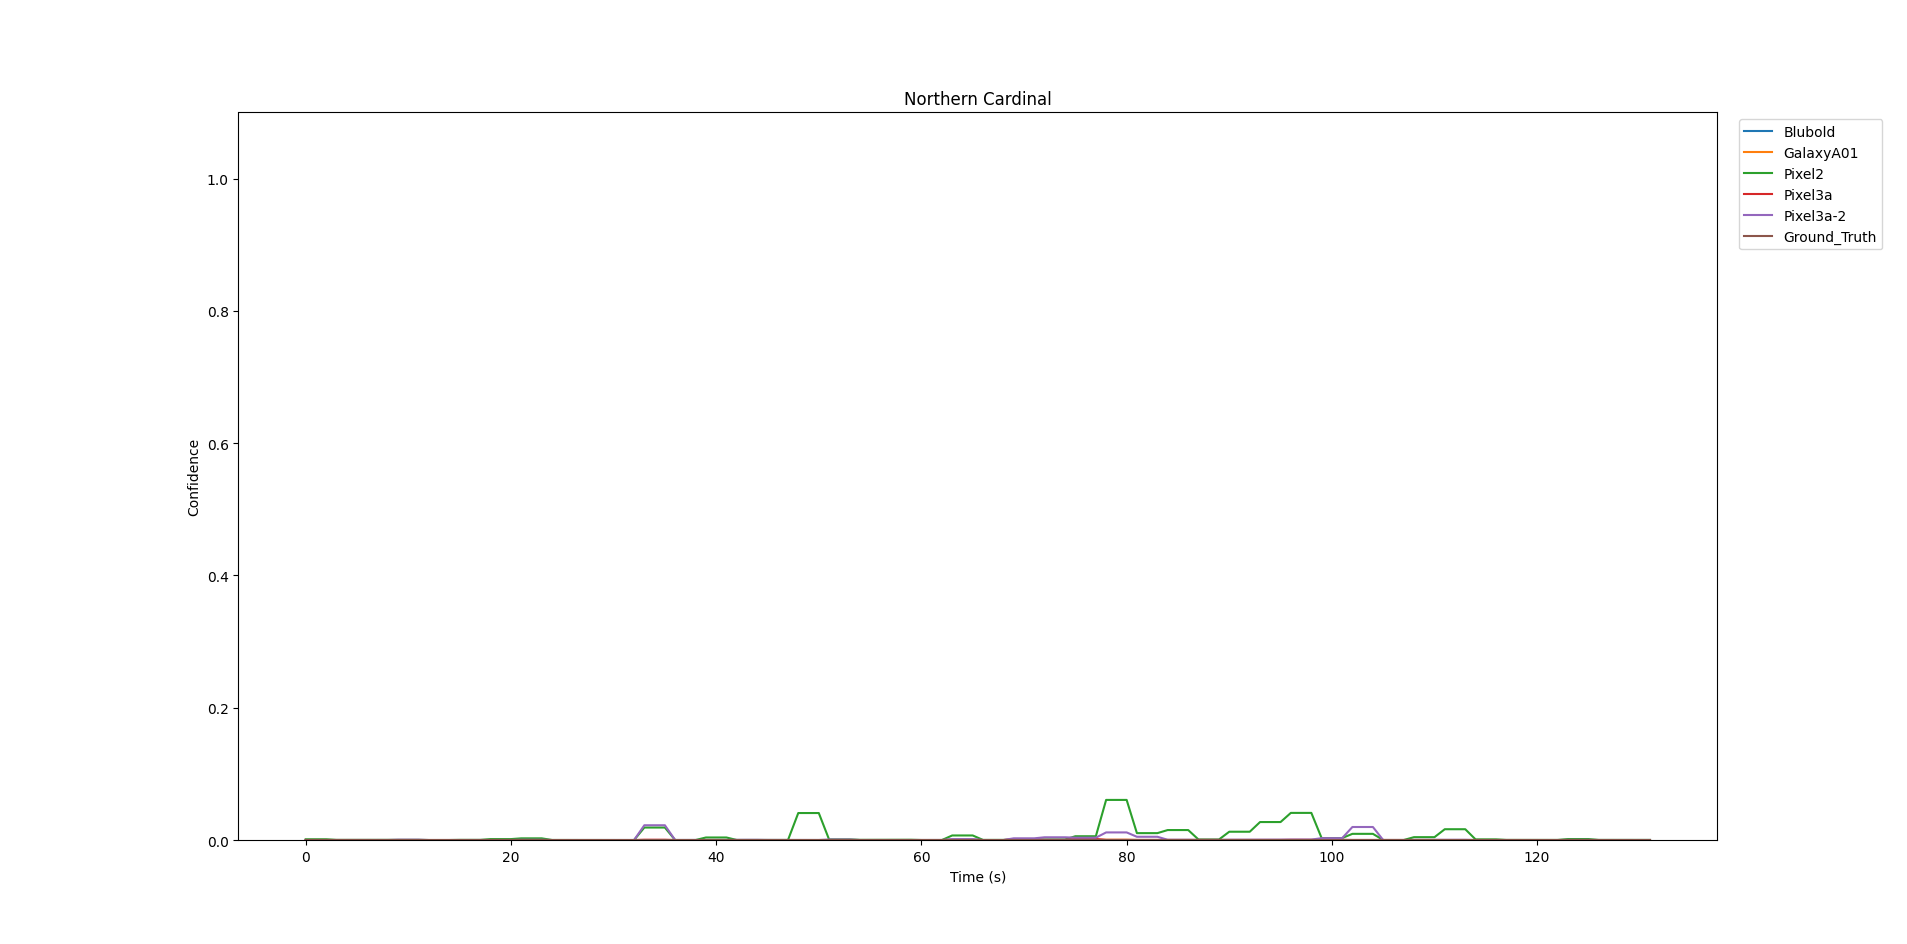 Northern Cardinal
Blubold
GalaxyA01
Pixel2
Pixel3a
Pixel3a-2
Ground_Truth
1.0
0.8
0.6
0.4
0.2
0.0
Confidence
0 20 40 60 80 100 120
Time (s)